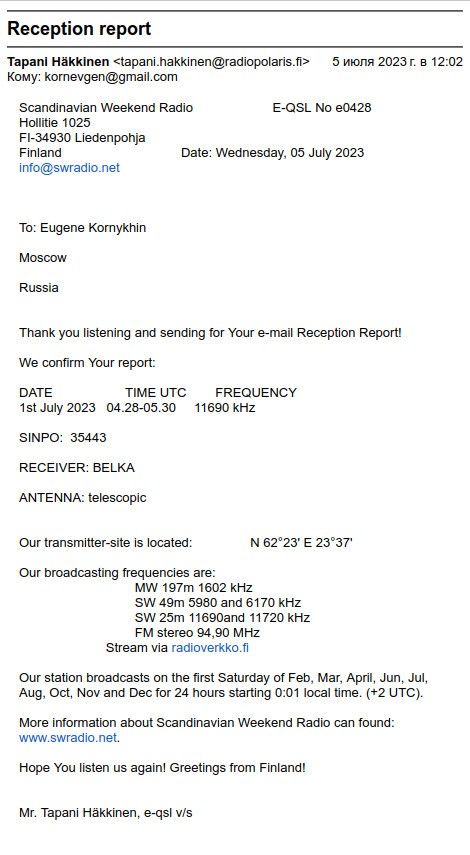 Reception report
Tapani Häkkinen <tapani.hakkinen@radiopolaris.fi> 5 июля 2023 г. в 12:02
Кому: kornevgen@gmail.com
Scandinavian Weekend Radio E-QSL No e0428
Hollitie 1025
FI-34930 Liedenpohja
Finland Date: Wednesday, 05 July 2023
info@swradio.net
To: Eugene Kornykhin
Moscow
Russia
Thank you listening and sending for Your e-mail Reception Report!
We confirm Your report:
DATE TIME UTC FREQUENCY
1st July 2023 04.28-05.30 11690 kHz
SINPO: 35443
RECEIVER: BELKA
ANTENNA: telescopic
Our transmitter-site is located: N 62°23' E 23°37'
Our broadcasting frequencies are:
MW 197m 1602 kHz
SW 49m 5980 and 6170 kHz
SW 25m 11690and 11720 kHz
FM stereo 94,90 MHz
Stream via radioverkko.fi
Our station broadcasts on the first Saturday of Feb, Mar, April, Jun, Jul,
Aug, Oct, Nov and Dec for 24 hours starting 0:01 local time. (+2 UTC).
More information about Scandinavian Weekend Radio can found:
www.swradio.net.
Hope You listen us again! Greetings from Finland!
Mr. Tapani Häkkinen, e-qsl v/s